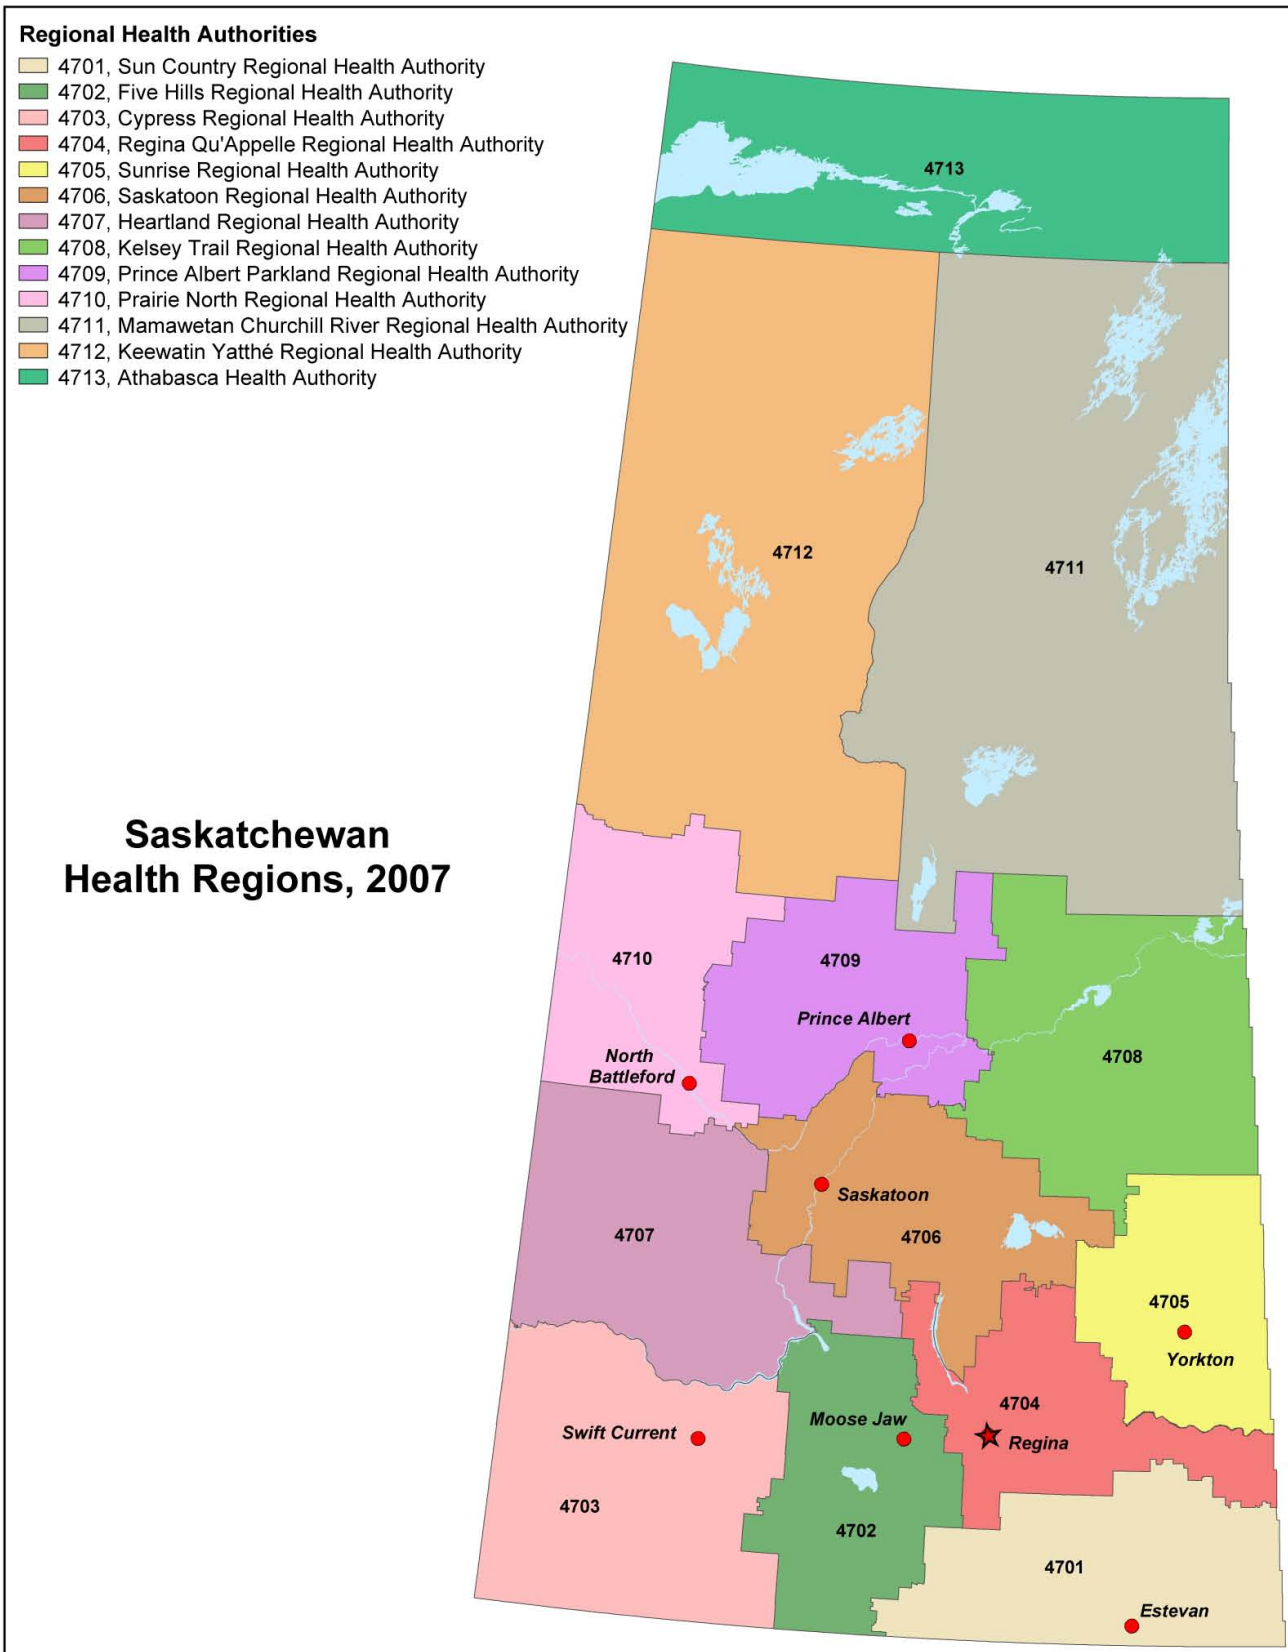 Regional Health Authorities
4701, Sun Country Regional Health Authority
4702, Five Hills Regional Health Authority
4703, Cypress Regional Health Authority
4704, Regina Qu'Appelle Regional Health Authority
4705, Sunrise Regional Health Authority
4706, Saskatoon Regional Health Authority
4707, Heartland Regional Health Authority
4708, Kelsey Trail Regional Health Authority
4709, Prince Albert Parkland Regional Health Authority
4710, Prairie North Regional Health Authority
4711, Mamawetan Churchill River Regional Health Authority
4712, Keewatin Yatthé Regional Health Authority
4713, Athabasca Health Authority
Saskatchewan
Health Regions, 2007
4713
4712
4711
4710
4709
Prince Albert
North
Battleford
4708
Saskatoon
4707
4706
4705
Yorkton
4704
Moose Jaw
Swift Current
Regina
4703
4702
4701
Estevan